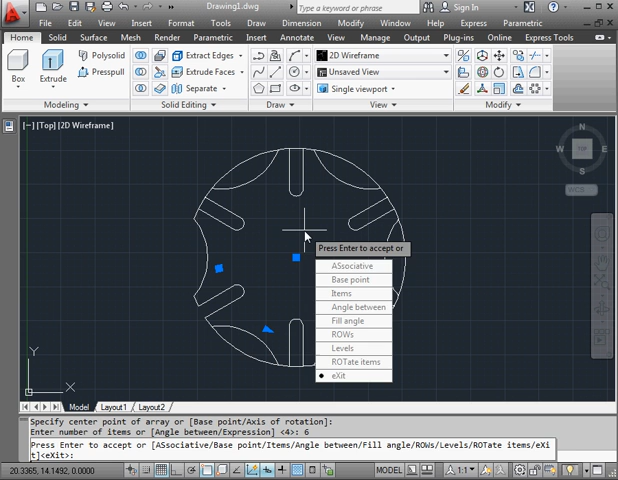 Drawing1.dwg
Type a keyword or phrase
Sign In
File
Edit
View
Insert
Format
Tools
Draw
Dimension
Modify
Window
Help
Express
Parametric
Home
Solid
Surface
Mesh
Render
Insert
Annotate
View
Manage
Output
Online
Express Tools
Box
Extrude
Polysolid
Presspull
Extract Edges
Extrude Faces
Separate
2D Wireframe
Unsaved View
Single viewport
Modeling
Solid Editing
Draw
View
Modify
[−] [Top] [2D Wireframe]
N
W
TOP
E
S
WCS
Press Enter to accept or
ASsociative
Base point
Items
Angle between
Fill angle
ROWs
Levels
ROTate items
eXit
Y
X
Model
Layout1
Layout2
Specify center point of array or [Base point/Axis of rotation]:
Enter number of items or [Angle between/Expression] <4>: 6
Press Enter to accept or [ASsociative/Base point/Items/Angle between/Fill angle/ROWs/Levels/ROTate items/eXi
t]<eXit>:
20.3365, 14.1492, 0.0000
MODEL
1:1